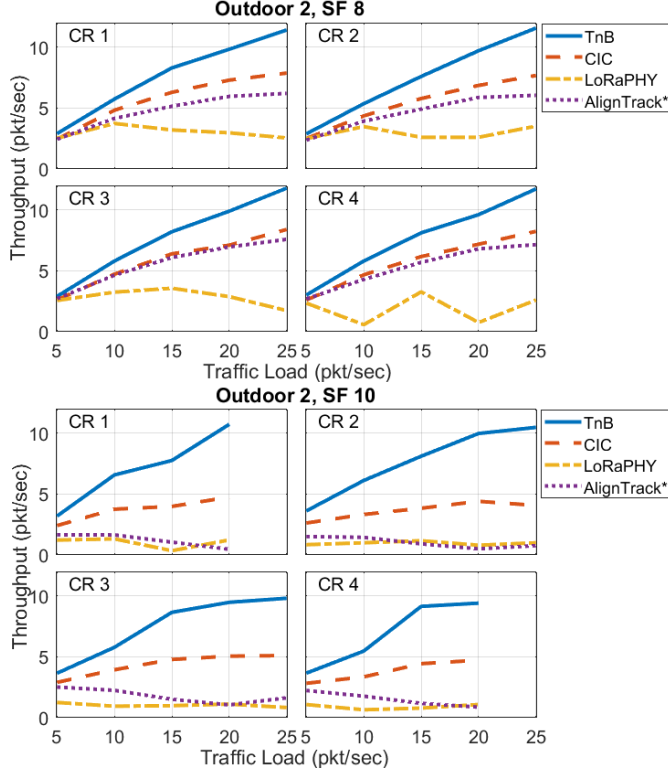 Outdoor 2, SF 8
CR 1
CR 2
TnB
CIC
LoRaPHY
AlignTrack*
10
5
0
CR 3
CR 4
10
5
0
Throughput (pkt/sec)
5 10 15 20 25 5 10 15 20 25
Traffic Load (pkt/sec)
Outdoor 2, SF 10
CR 1
CR 2
TnB
CIC
LoRaPHY
AlignTrack*
10
5
0
CR 3
CR 4
10
5
0
Throughput (pkt/sec)
5 10 15 20 25 5 10 15 20 25
Traffic Load (pkt/sec)